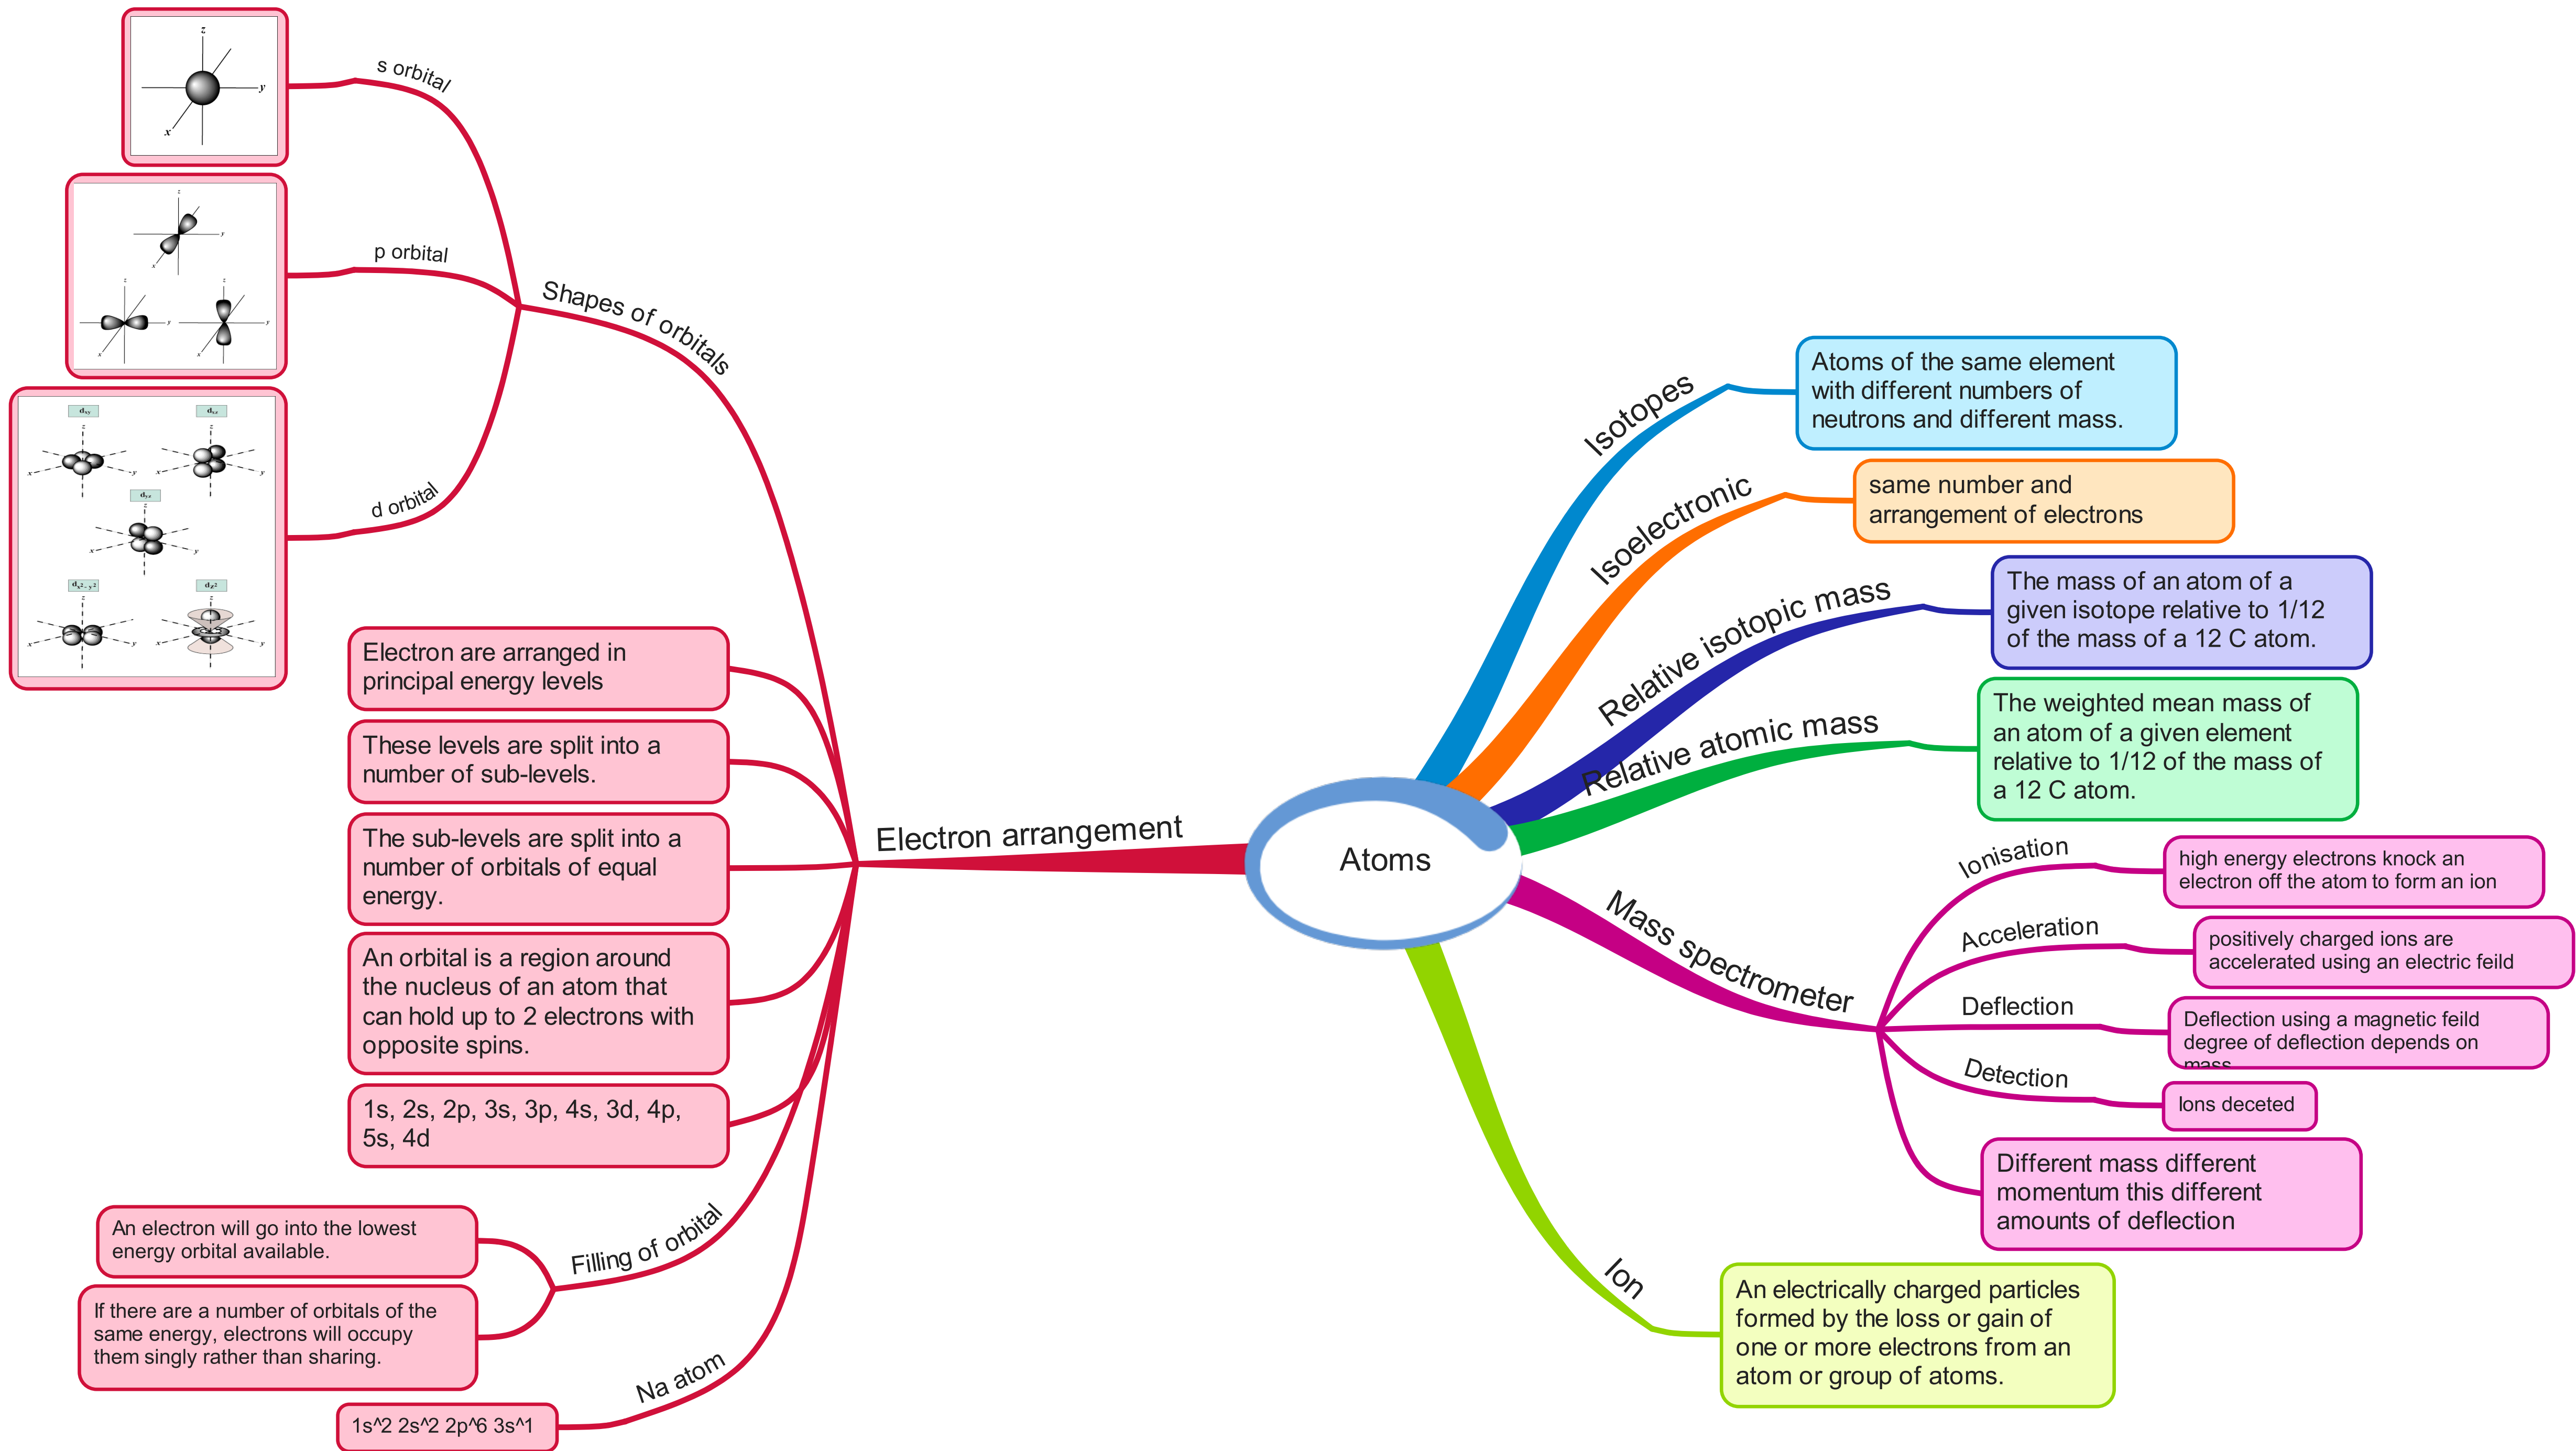 Atoms
Isotopes
Atoms of the same element
with different numbers of
neutrons and different mass.
Isoelectronic
same number and
arrangement of electrons
Relative isotopic mass
The mass of an atom of a
given isotope relative to 1/12
of the mass of a 12 C atom.
Relative atomic mass
The weighted mean mass of
an atom of a given element
relative to 1/12 of the mass of
a 12 C atom.
Mass spectrometer
Ionisation
high energy electrons knock an
electron off the atom to form an ion
Acceleration
positively charged ions are
accelerated using an electric feild
Deflection
Deflection using a magnetic feild
degree of deflection depends on
mass
Detection
Ions deceted
Different mass different
momentum this different
amounts of deflection
Ion
An electrically charged particles
formed by the loss or gain of
one or more electrons from an
atom or group of atoms.
Electron arrangement
Shapes of orbitals
s orbital
z
y
x
p orbital
z
y
x
z
y
x
z
y
x
d orbital
dxy
z
x
y
dxz
z
x
y
dyz
z
x
y
dx²-y²
z
x
y
dz²
z
x
y
Electron are arranged in
principal energy levels
These levels are split into a
number of sub-levels.
The sub-levels are split into a
number of orbitals of equal
energy.
An orbital is a region around
the nucleus of an atom that
can hold up to 2 electrons with
opposite spins.
1s, 2s, 2p, 3s, 3p, 4s, 3d, 4p,
5s, 4d
Filling of orbital
An electron will go into the lowest
energy orbital available.
If there are a number of orbitals of the
same energy, electrons will occupy
them singly rather than sharing.
Na atom
1s^2 2s^2 2p^6 3s^1